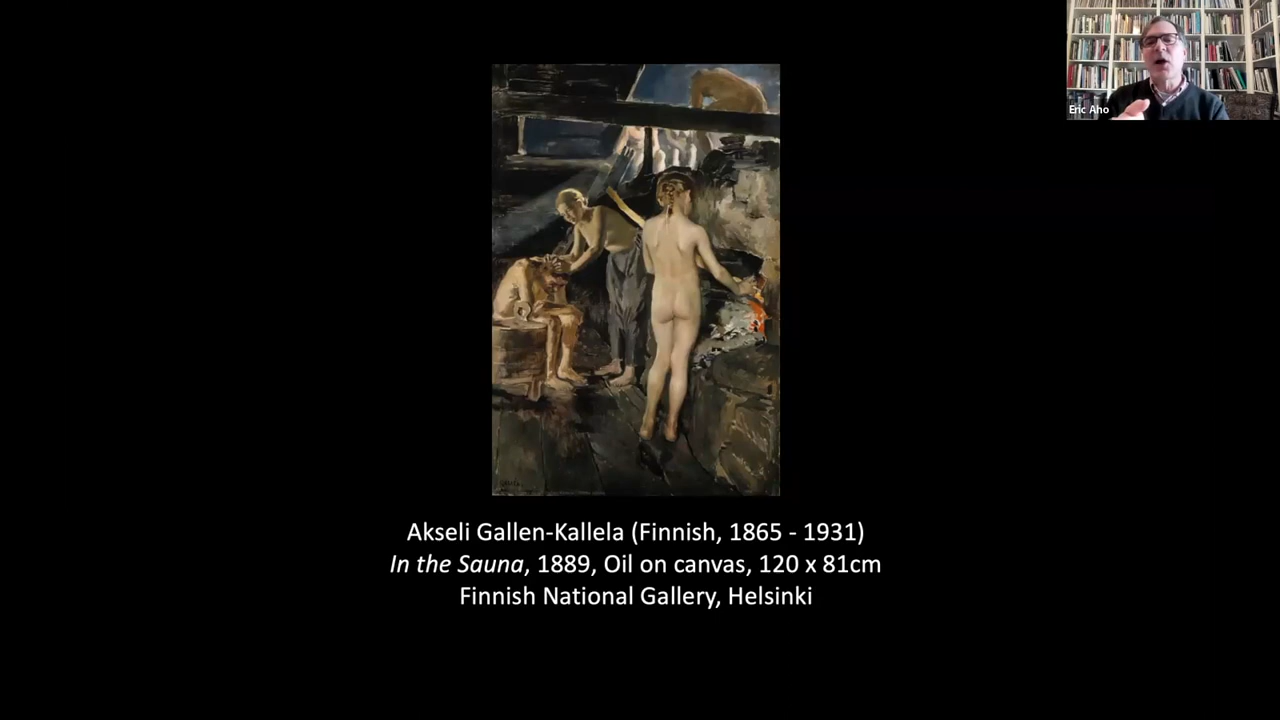 Eric Aho
Akseli Gallen-Kallela (Finnish, 1865 - 1931)
In the Sauna, 1889, Oil on canvas, 120 x 81cm
Finnish National Gallery, Helsinki